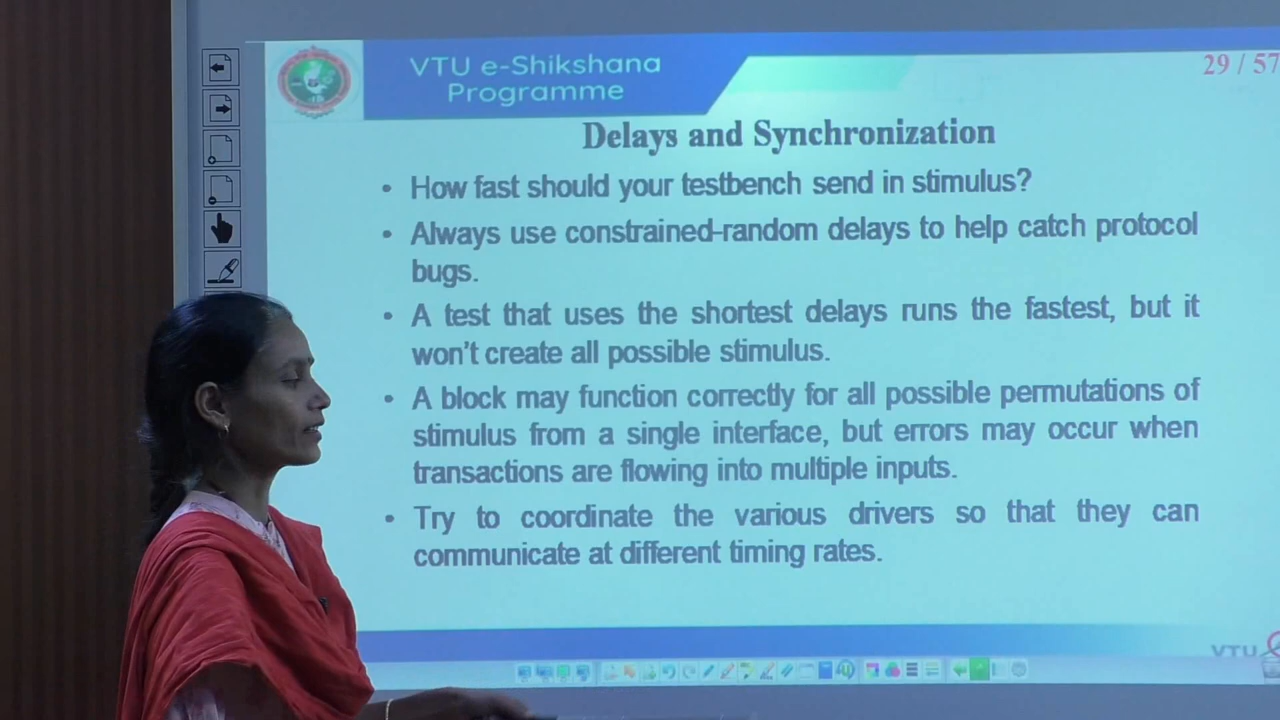 VTU e-Shikshana
Programme
29 / 57
Delays and Synchronization
• How fast should your testbench send in stimulus?
• Always use constrained-random delays to help catch protocol
bugs.
• A test that uses the shortest delays runs the fastest, but it
won't create all possible stimulus.
• A block may function correctly for all possible permutations of
stimulus from a single interface, but errors may occur when
transactions are flowing into multiple inputs.
• Try to coordinate the various drivers so that they can
communicate at different timing rates.
VTU